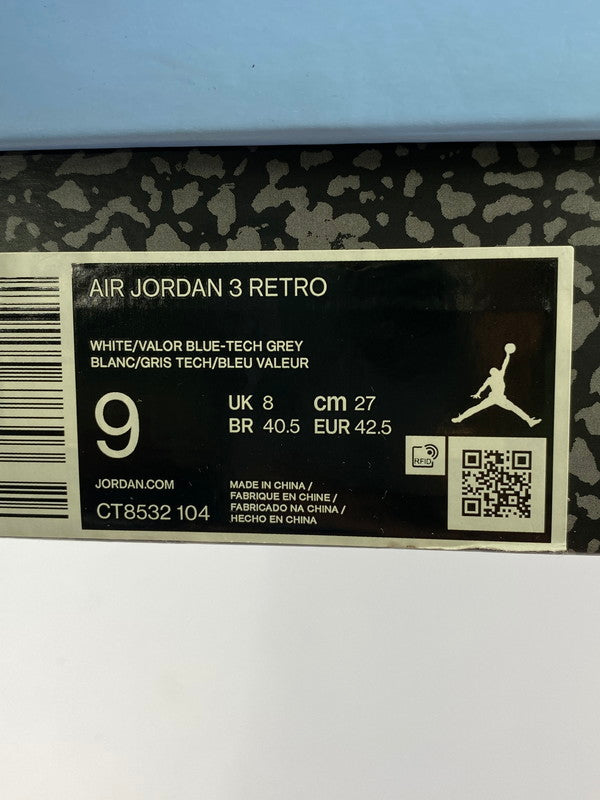 AIR JORDAN 3 RETRO
WHITE/VALOR BLUE-TECH GREY
BLANC/GRIS TECH/BLEU VALEUR
9
UK 8 cm 27
BR 40.5 EUR 42.5
RFID
JORDAN.COM
CT8532 104
MADE IN CHINA /
FABRIQUE EN CHINE /
FABRICADO NA CHINA /
HECHO EN CHINA